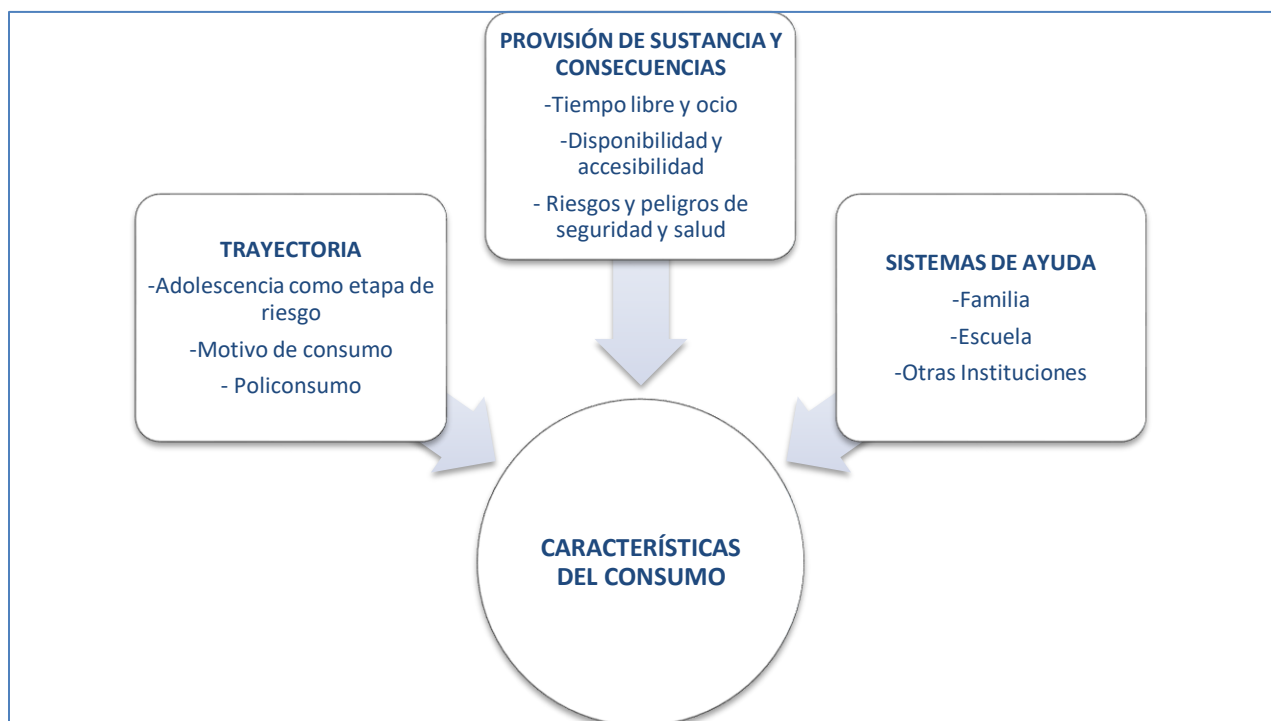 PROVISIÓN DE SUSTANCIA Y
CONSECUENCIAS
-Tiempo libre y ocio
-Disponibilidad y
accesibilidad
- Riesgos y peligros de
seguridad y salud
TRAYECTORIA
-Adolescencia como etapa de
riesgo
-Motivo de consumo
- Policonsumo
SISTEMAS DE AYUDA
-Familia
-Escuela
-Otras Instituciones
CARACTERÍSTICAS
DEL CONSUMO